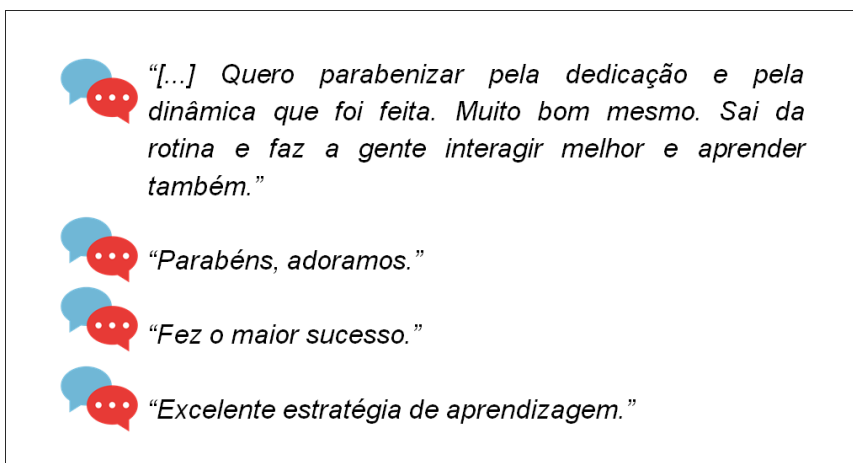 “[...] Quero parabenizar pela dedicação e pela
dinâmica que foi feita. Muito bom mesmo. Sai da
rotina e faz a gente interagir melhor e aprender
também.”
“Parabéns, adoramos.”
“Fez o maior sucesso.”
“Excelente estratégia de aprendizagem.”